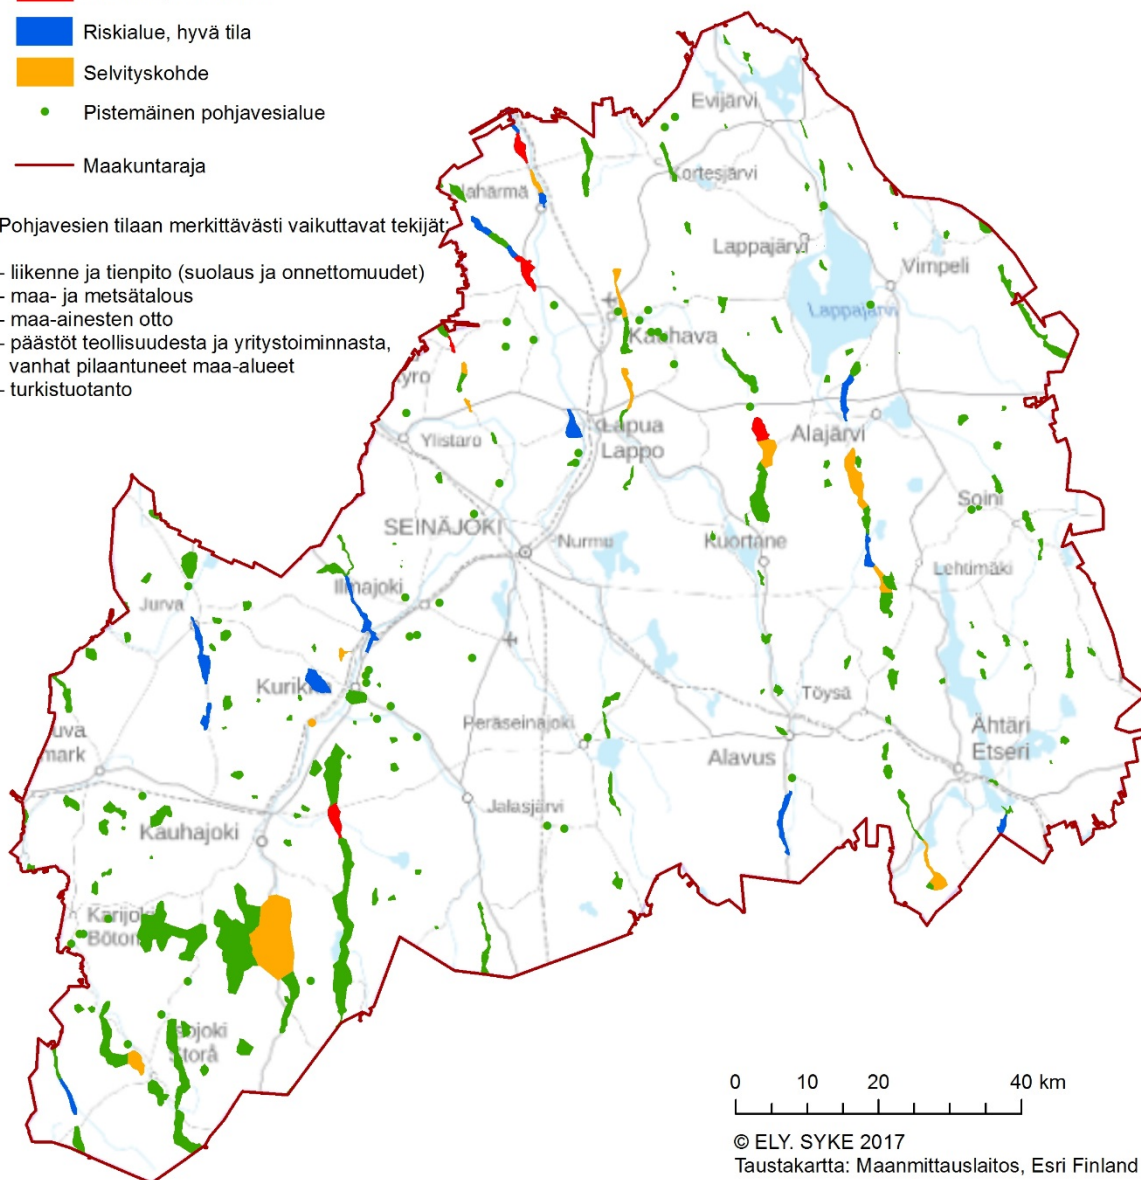 Riskialue, hyvä tila
Selvityskohde
Pistemäinen pohjavesialue
Maakuntaraja
Pohjavesien tilaan merkittävästi vaikuttavat tekijät:
- liikenne ja tienpito (suolaus ja onnettomuudet)
- maa- ja metsätalous
- maa-ainesten otto
- päästöt teollisuudesta ja yritystoiminnasta,
vanhat pilaantuneet maa-alueet
- turkistuotanto
Evijärvi
Kortesjärvi
Lappajärvi
Vimpeli
Lappajärvi
Kauhava
Ylistaro
Lapua
Lappo
Alajärvi
Soini
SEINÄJOKI
Nurmo
Kuortane
Lehtimäki
Ilmajoki
Jurva
Töysä
Peräseinäjoki
Ähtäri
Etseri
Alavus
Jalasjärvi
Kauhajoki
0 10 20 40 km
© ELY. SYKE 2017
Taustakartta: Maanmittauslaitos, Esri Finland